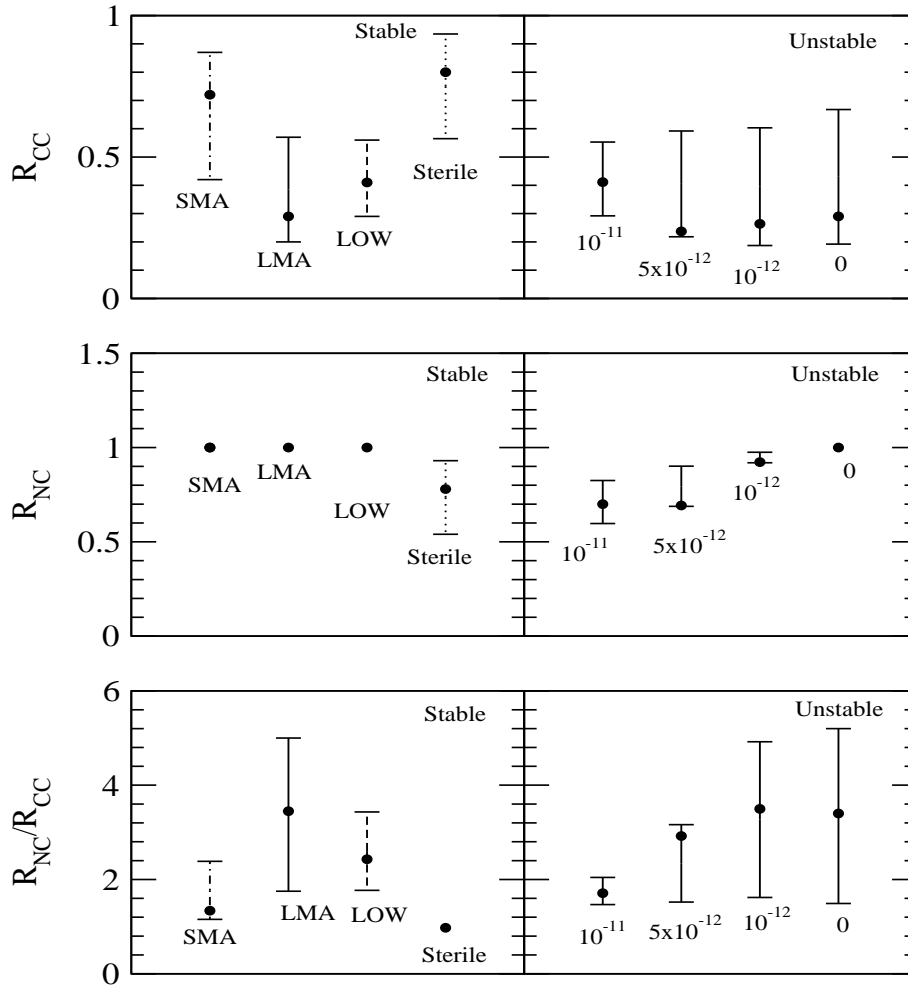 1
Stable
Unstable
0.5
R_CC
SMA
Sterile
LMA
LOW
10^-11
5x10^-12
10^-12
0
0
1.5
Stable
Unstable
1
R_NC
SMA
LMA
LOW
10^-12
0
0.5
Sterile
10^-11
5x10^-12
0
6
Stable
Unstable
4
R_NC/R_CC
2
SMA
LMA
LOW
Sterile
10^-11
5x10^-12
10^-12
0
0